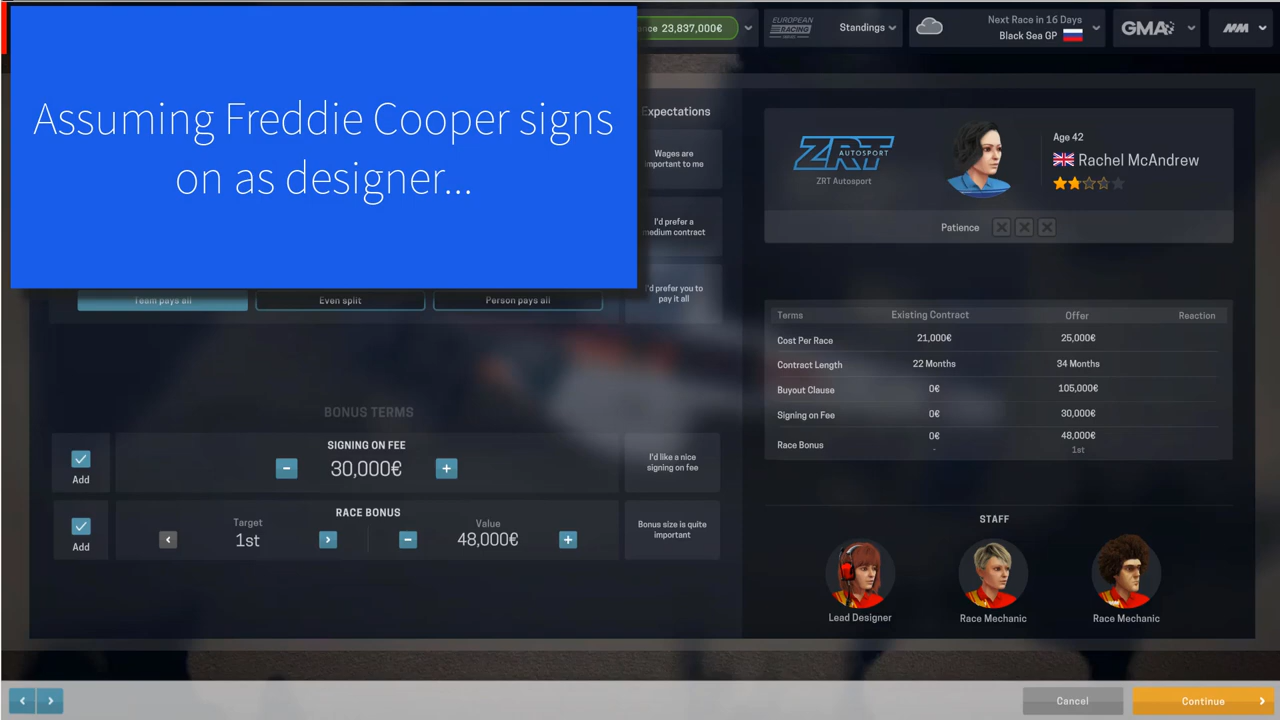 Assuming Freddie Cooper signs
on as designer...
nce 23,837,000€
EUROPEAN
RACING
Standings
Next Race in 16 Days
Black Sea GP
GMA
Expectations
Wages are
important to me
I'd prefer a
medium contract
I'd prefer you to
pay it all
Team pays all
Even split
Person pays all
ZRT
AUTOSPORT
ZRT Autosport
Age 42
Rachel McAndrew
Patience
Terms Existing Contract Offer Reaction
Cost Per Race 21,000€ 25,000€
Contract Length 22 Months 34 Months
Buyout Clause 0€ 105,000€
Signing on Fee 0€ 30,000€
Race Bonus 0€ 48,000€
- 1st
BONUS TERMS
Add
SIGNING ON FEE
30,000€
I'd like a nice
signing on fee
Add
RACE BONUS
Target
1st
Value
48,000€
Bonus size is quite
important
STAFF
Lead Designer
Race Mechanic
Race Mechanic
Cancel
Continue